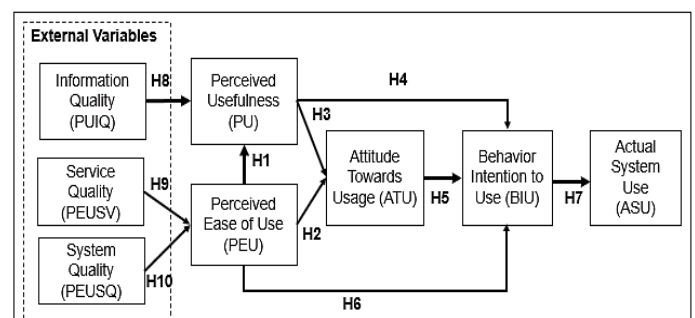 External Variables
Information
Quality
(PUIQ)
H8
Perceived
Usefulness
(PU)
H4
H3
Service
Quality
(PEUSV)
H9
H1
Perceived
Ease of Use
(PEU)
H2
Attitude
Towards
Usage (ATU)
H5
Behavior
Intention to
Use (BIU)
H7
Actual
System
Use
(ASU)
System
Quality
(PEUSQ)
H10
H6